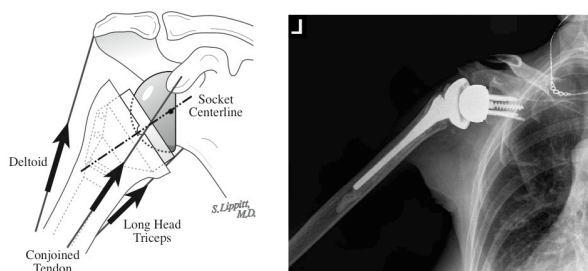 Socket
Centerline
Deltoid
S. Lippitt,
M.D.
Long Head
Triceps
Conjoined
Tendon